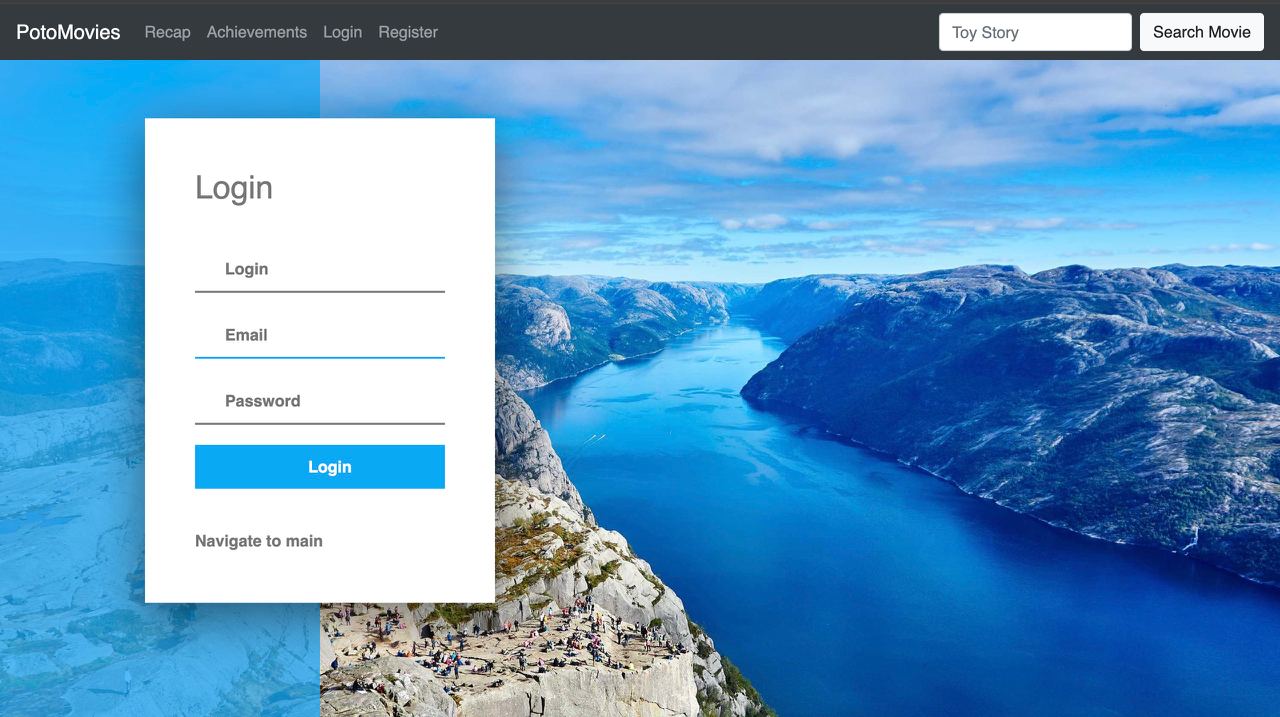 PotoMovies Recap Achievements Login Register Toy Story Search Movie
Login
Login
Email
Password
Login
Navigate to main